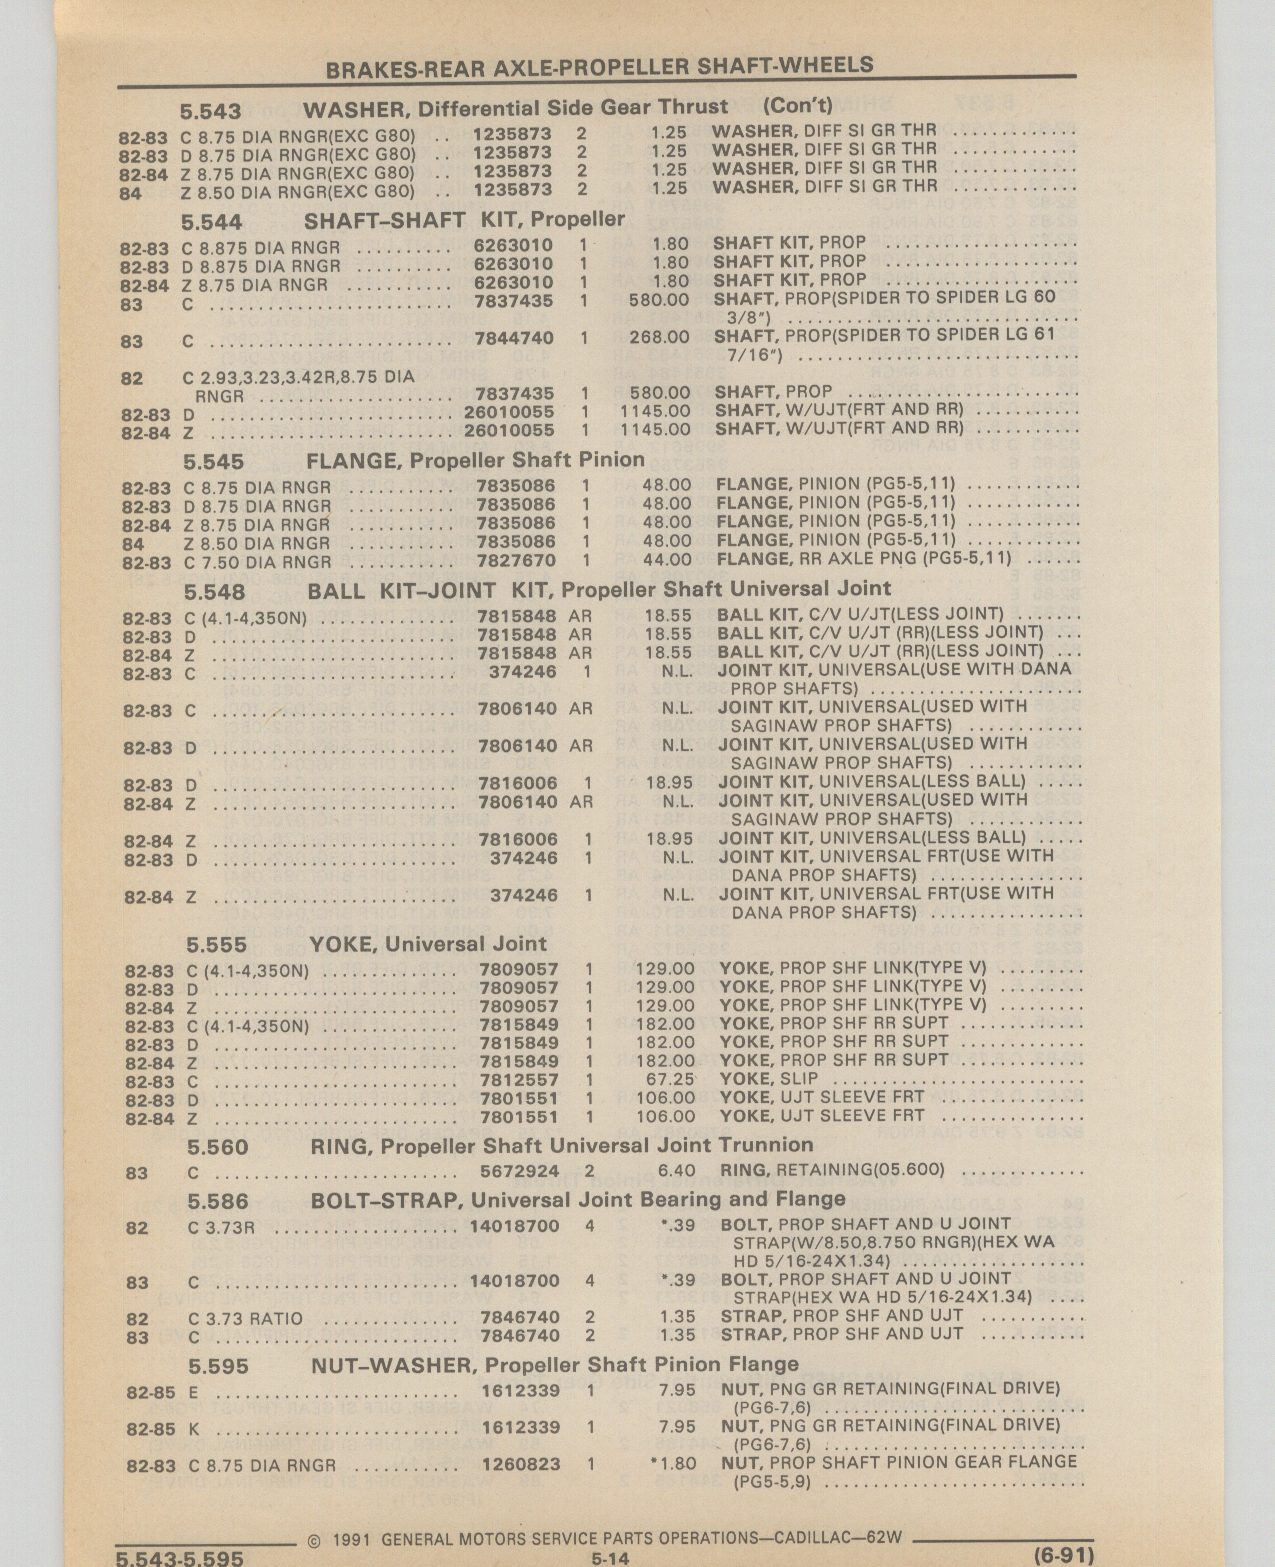 BRAKES-REAR AXLE-PROPELLER SHAFT-WHEELS
5.543 WASHER, Differential Side Gear Thrust (Con't)
82-83 C 8.75 DIA RNGR(EXC G80) .. 1235873 2 1.25 WASHER, DIFF SI GR THR .............
82-83 D 8.75 DIA RNGR(EXC G80) .. 1235873 2 1.25 WASHER, DIFF SI GR THR .............
82-84 Z 8.75 DIA RNGR(EXC G80) .. 1235873 2 1.25 WASHER, DIFF SI GR THR .............
84 Z 8.50 DIA RNGR(EXC G80) .. 1235873 2 1.25 WASHER, DIFF SI GR THR .............
5.544 SHAFT–SHAFT KIT, Propeller
82-83 C 8.875 DIA RNGR .......... 6263010 1 1.80 SHAFT KIT, PROP ....................
82-83 D 8.875 DIA RNGR .......... 6263010 1 1.80 SHAFT KIT, PROP ....................
82-84 Z 8.75 DIA RNGR ........... 6263010 1 1.80 SHAFT KIT, PROP ....................
83 C ......................... 7837435 1 580.00 SHAFT, PROP(SPIDER TO SPIDER LG 60
3/8") ..............................
83 C ......................... 7844740 1 268.00 SHAFT, PROP(SPIDER TO SPIDER LG 61
7/16") .............................
82 C 2.93,3.23,3.42R,8.75 DIA
RNGR .................... 7837435 1 580.00 SHAFT, PROP ........................
82-83 D ......................... 26010055 1 1145.00 SHAFT, W/UJT(FRT AND RR) ...........
82-84 Z ......................... 26010055 1 1145.00 SHAFT, W/UJT(FRT AND RR) ...........
5.545 FLANGE, Propeller Shaft Pinion
82-83 C 8.75 DIA RNGR ........... 7835086 1 48.00 FLANGE, PINION (PG5-5,11) ............
82-83 D 8.75 DIA RNGR ........... 7835086 1 48.00 FLANGE, PINION (PG5-5,11) ............
82-84 Z 8.75 DIA RNGR ........... 7835086 1 48.00 FLANGE, PINION (PG5-5,11) ............
84 Z 8.50 DIA RNGR ........... 7835086 1 48.00 FLANGE, PINION (PG5-5,11) ............
82-83 C 7.50 DIA RNGR ........... 7827670 1 44.00 FLANGE, RR AXLE PNG (PG5-5,11) ......
5.548 BALL KIT–JOINT KIT, Propeller Shaft Universal Joint
82-83 C (4.1-4,350N) .............. 7815848 AR 18.55 BALL KIT, C/V U/JT(LESS JOINT) .......
82-83 D ......................... 7815848 AR 18.55 BALL KIT, C/V U/JT (RR)(LESS JOINT) ...
82-84 Z ......................... 7815848 AR 18.55 BALL KIT, C/V U/JT (RR)(LESS JOINT) ...
82-83 C ......................... 374246 1 N.L. JOINT KIT, UNIVERSAL(USE WITH DANA
PROP SHAFTS) ......................
82-83 C ......................... 7806140 AR N.L. JOINT KIT, UNIVERSAL(USED WITH
SAGINAW PROP SHAFTS) ............
82-83 D ......................... 7806140 AR N.L. JOINT KIT, UNIVERSAL(USED WITH
SAGINAW PROP SHAFTS) ............
82-83 D ......................... 7816006 1 18.95 JOINT KIT, UNIVERSAL(LESS BALL) .....
82-84 Z ......................... 7806140 AR N.L. JOINT KIT, UNIVERSAL(USED WITH
SAGINAW PROP SHAFTS) ............
82-84 Z ......................... 7816006 1 18.95 JOINT KIT, UNIVERSAL(LESS BALL) .....
82-83 D ......................... 374246 1 N.L. JOINT KIT, UNIVERSAL FRT(USE WITH
DANA PROP SHAFTS) ................
82-84 Z ......................... 374246 1 N.L. JOINT KIT, UNIVERSAL FRT(USE WITH
DANA PROP SHAFTS) ................
5.555 YOKE, Universal Joint
82-83 C (4.1-4,350N) .............. 7809057 1 129.00 YOKE, PROP SHF LINK(TYPE V) .........
82-83 D ......................... 7809057 1 129.00 YOKE, PROP SHF LINK(TYPE V) .........
82-84 Z ......................... 7809057 1 129.00 YOKE, PROP SHF LINK(TYPE V) .........
82-83 C (4.1-4,350N) .............. 7815849 1 182.00 YOKE, PROP SHF RR SUPT .............
82-83 D ......................... 7815849 1 182.00 YOKE, PROP SHF RR SUPT .............
82-84 Z ......................... 7815849 1 182.00 YOKE, PROP SHF RR SUPT .............
82-83 C ......................... 7812557 1 67.25 YOKE, SLIP ..........................
82-83 D ......................... 7801551 1 106.00 YOKE, UJT SLEEVE FRT ...............
82-84 Z ......................... 7801551 1 106.00 YOKE, UJT SLEEVE FRT ...............
5.560 RING, Propeller Shaft Universal Joint Trunnion
83 C ......................... 5672924 2 6.40 RING, RETAINING(05.600) .............
5.586 BOLT–STRAP, Universal Joint Bearing and Flange
82 C 3.73R ................... 14018700 4 *.39 BOLT, PROP SHAFT AND U JOINT
STRAP(W/8.50,8.750 RNGR)(HEX WA
HD 5/16-24X1.34) ...................
83 C ......................... 14018700 4 *.39 BOLT, PROP SHAFT AND U JOINT
STRAP(HEX WA HD 5/16-24X1.34) ....
82 C 3.73 RATIO .............. 7846740 2 1.35 STRAP, PROP SHF AND UJT ...........
83 C ......................... 7846740 2 1.35 STRAP, PROP SHF AND UJT ...........
5.595 NUT–WASHER, Propeller Shaft Pinion Flange
82-85 E ......................... 1612339 1 7.95 NUT, PNG GR RETAINING(FINAL DRIVE)
(PG6-7,6) ...........................
82-85 K ......................... 1612339 1 7.95 NUT, PNG GR RETAINING(FINAL DRIVE)
(PG6-7,6) ...........................
82-83 C 8.75 DIA RNGR ........... 1260823 1 *1.80 NUT, PROP SHAFT PINION GEAR FLANGE
(PG5-5,9) ...........................
© 1991 GENERAL MOTORS SERVICE PARTS OPERATIONS—CADILLAC—62W
5.543-5.595 5-14 (6-91)